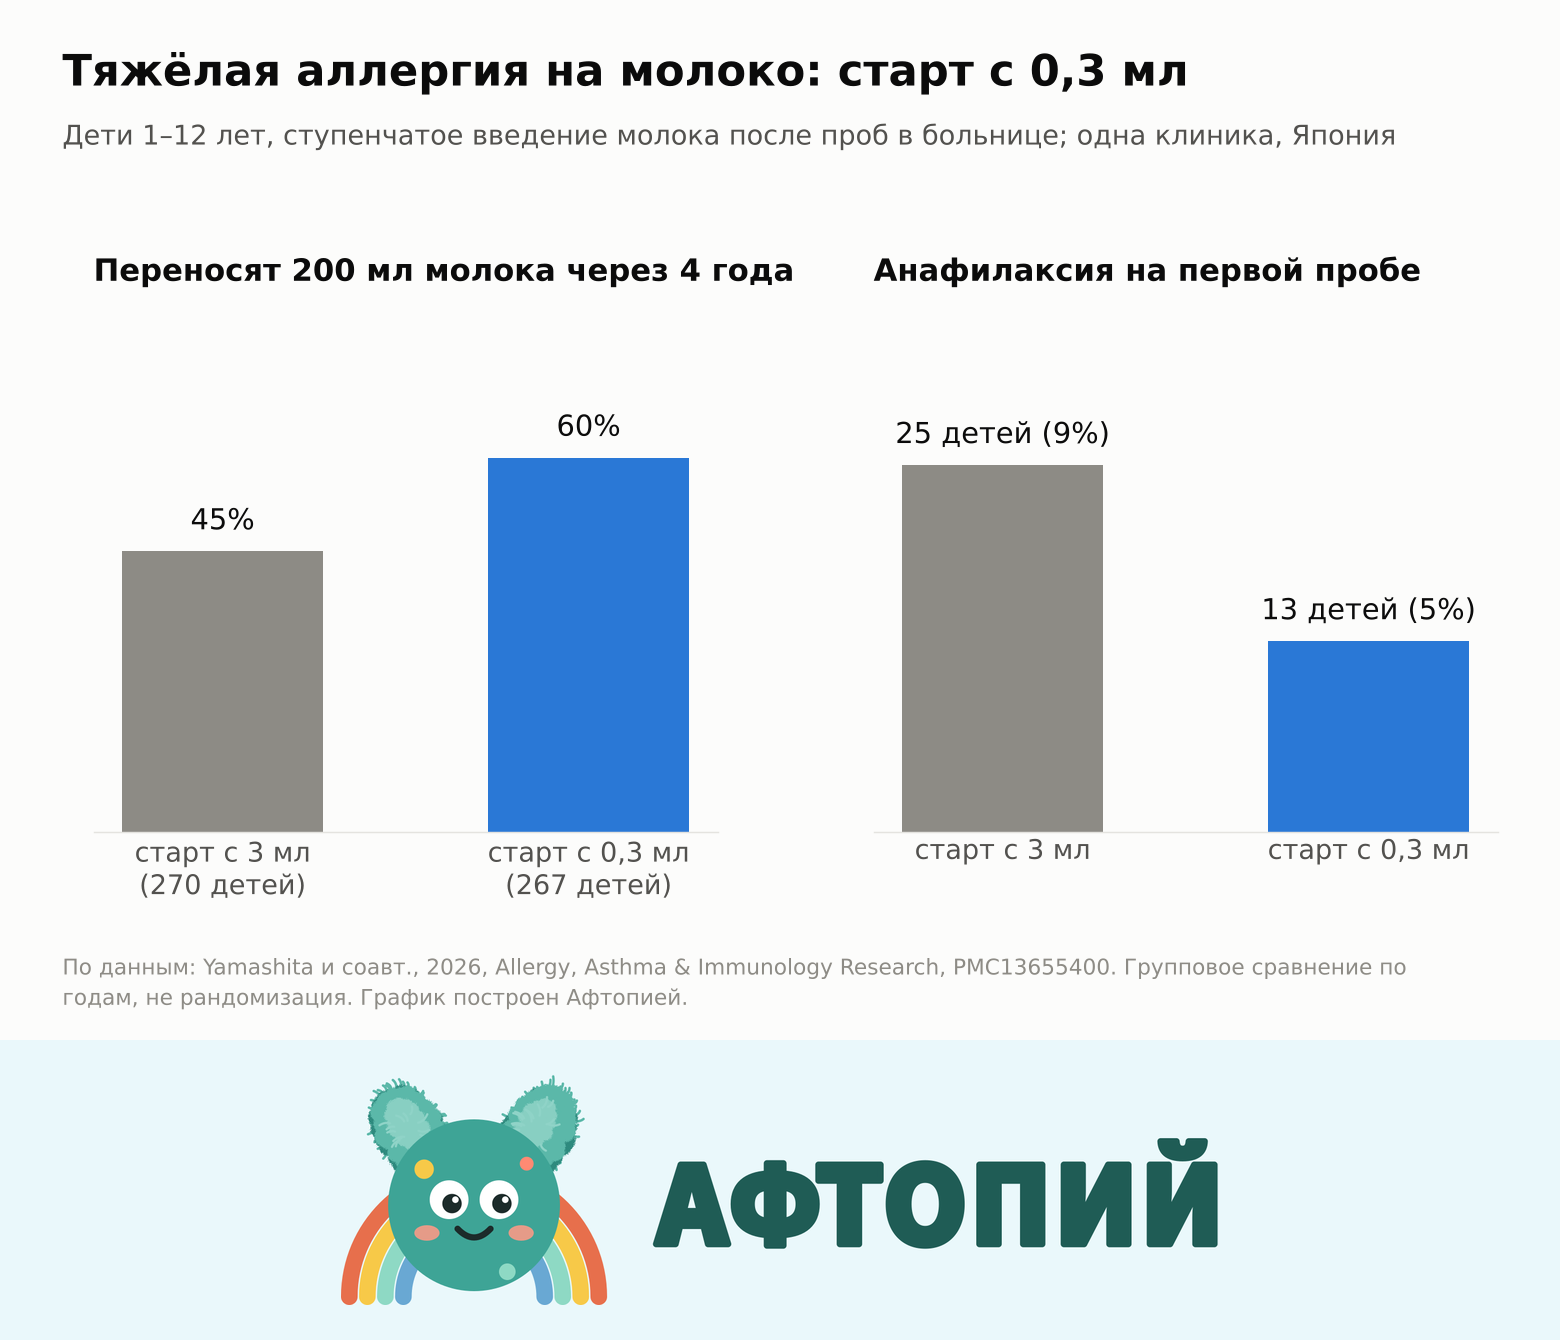 Тяжёлая аллергия на молоко: старт с 0,3 мл
Дети 1–12 лет, ступенчатое введение молока после проб в больнице; одна клиника, Япония
Переносят 200 мл молока через 4 года
45%
60%
старт с 3 мл
(270 детей)
старт с 0,3 мл
(267 детей)
Анафилаксия на первой пробе
25 детей (9%)
13 детей (5%)
старт с 3 мл
старт с 0,3 мл
По данным: Yamashita и соавт., 2026, Allergy, Asthma & Immunology Research, PMC13655400. Групповое сравнение по
годам, не рандомизация. График построен Афтопией.
АФТОПИЙ